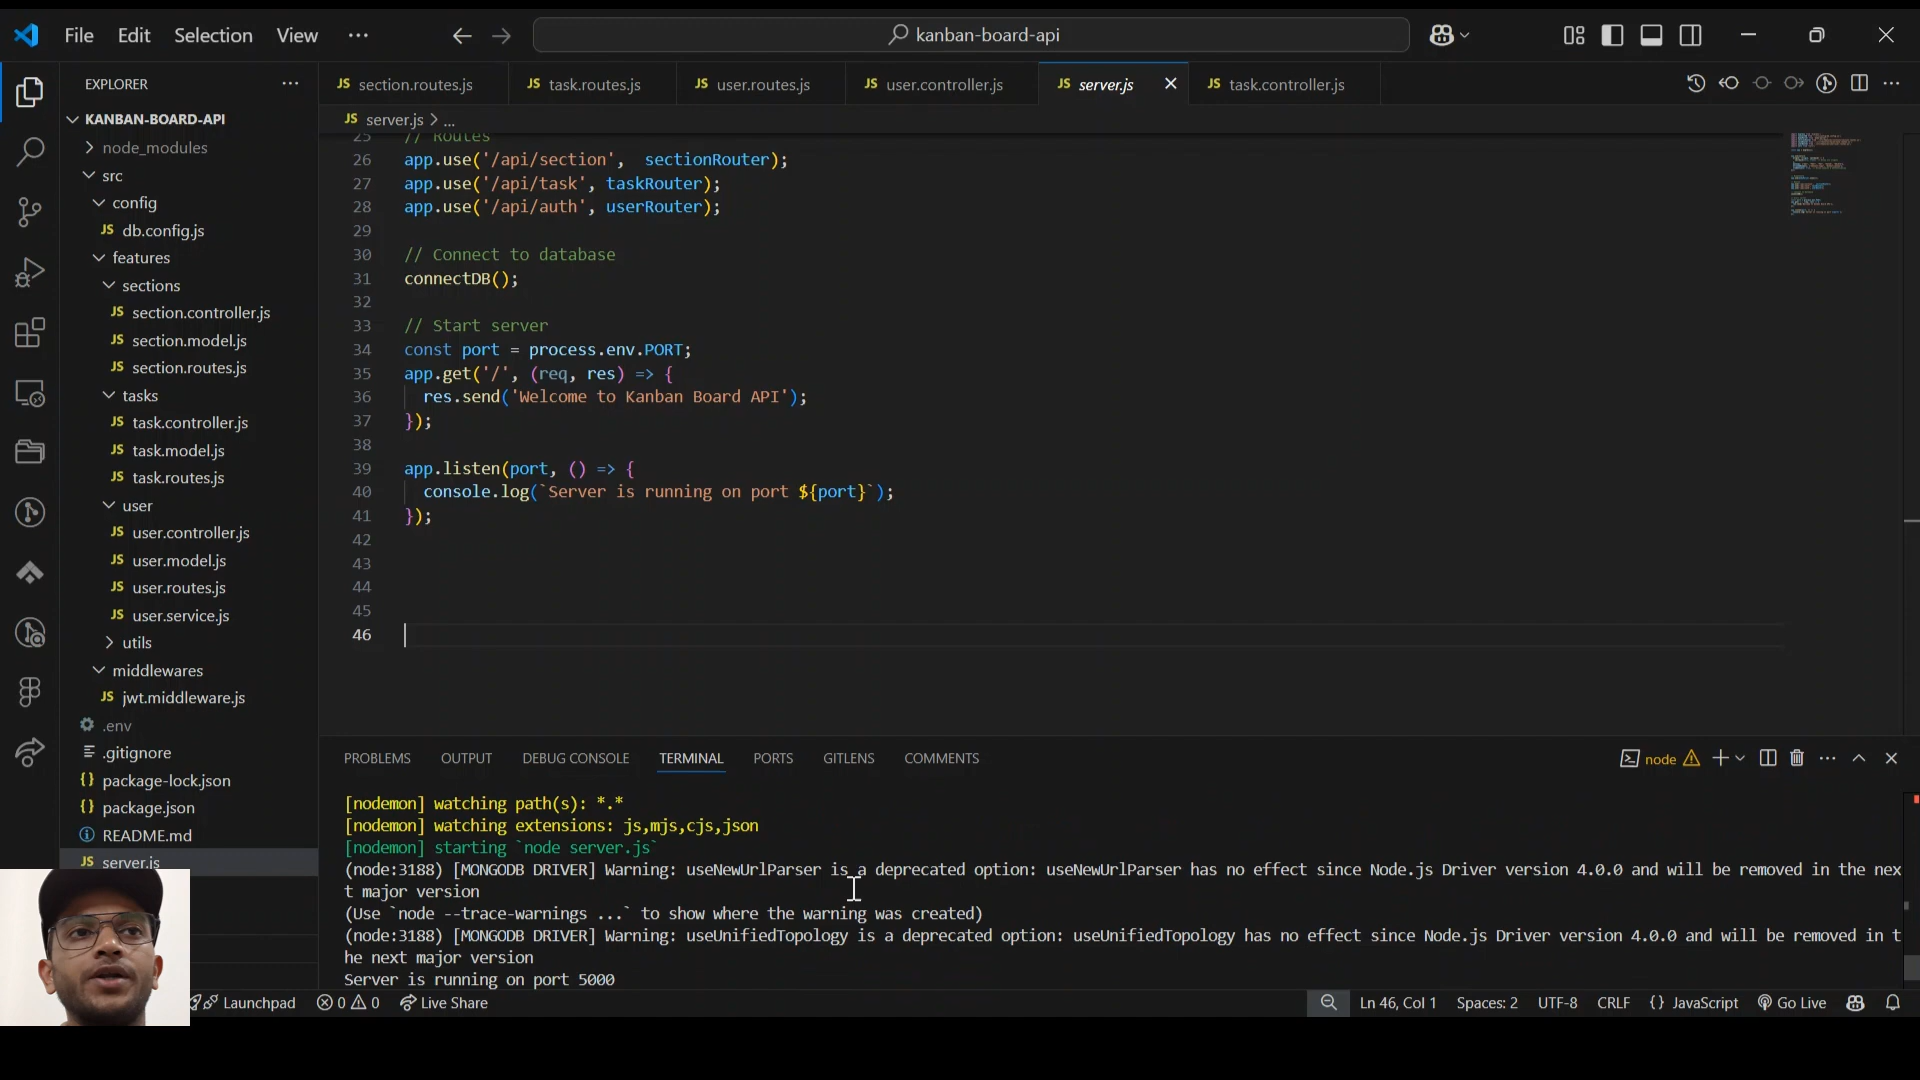 File Edit Selection View ··· kanban-board-api
EXPLORER ···
KANBAN-BOARD-API
node_modules
src
config
JS db.config.js
features
sections
JS section.controller.js
JS section.model.js
JS section.routes.js
tasks
JS task.controller.js
JS task.model.js
JS task.routes.js
user
JS user.controller.js
JS user.model.js
JS user.routes.js
JS user.service.js
utils
middlewares
JS jwt.middleware.js
.env
.gitignore
{} package-lock.json
{} package.json
README.md
JS server.js
JS section.routes.js JS task.routes.js JS user.routes.js JS user.controller.js JS server.js JS task.controller.js
JS server.js > ...
25 // Routes
26 app.use('/api/section',  sectionRouter);
27 app.use('/api/task', taskRouter);
28 app.use('/api/auth', userRouter);
29
30 // Connect to database
31 connectDB();
32
33 // Start server
34 const port = process.env.PORT;
35 app.get('/', (req, res) => {
36   res.send('Welcome to Kanban Board API');
37 });
38
39 app.listen(port, () => {
40   console.log(`Server is running on port ${port}`);
41 });
42
43
44
45
46
PROBLEMS OUTPUT DEBUG CONSOLE TERMINAL PORTS GITLENS COMMENTS node
[nodemon] watching path(s): *.*
[nodemon] watching extensions: js,mjs,cjs,json
[nodemon] starting `node server.js`
(node:3188) [MONGODB DRIVER] Warning: useNewUrlParser is a deprecated option: useNewUrlParser has no effect since Node.js Driver version 4.0.0 and will be removed in the nex
t major version
(Use `node --trace-warnings ...` to show where the warning was created)
(node:3188) [MONGODB DRIVER] Warning: useUnifiedTopology is a deprecated option: useUnifiedTopology has no effect since Node.js Driver version 4.0.0 and will be removed in t
he next major version
Server is running on port 5000
Launchpad 0 0 Live Share Ln 46, Col 1 Spaces: 2 UTF-8 CRLF {} JavaScript Go Live